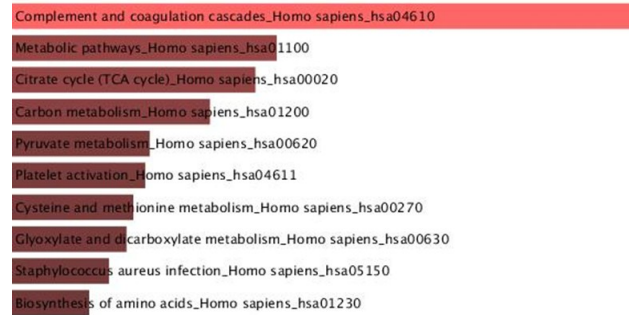 Complement and coagulation cascades_Homo sapiens_hsa04610
Metabolic pathways_Homo sapiens_hsa01100
Citrate cycle (TCA cycle)_Homo sapiens_hsa00020
Carbon metabolism_Homo sapiens_hsa01200
Pyruvate metabolism_Homo sapiens_hsa00620
Platelet activation_Homo sapiens_hsa04611
Cysteine and methionine metabolism_Homo sapiens_hsa00270
Glyoxylate and dicarboxylate metabolism_Homo sapiens_hsa00630
Staphylococcus aureus infection_Homo sapiens_hsa05150
Biosynthesis of amino acids_Homo sapiens_hsa01230